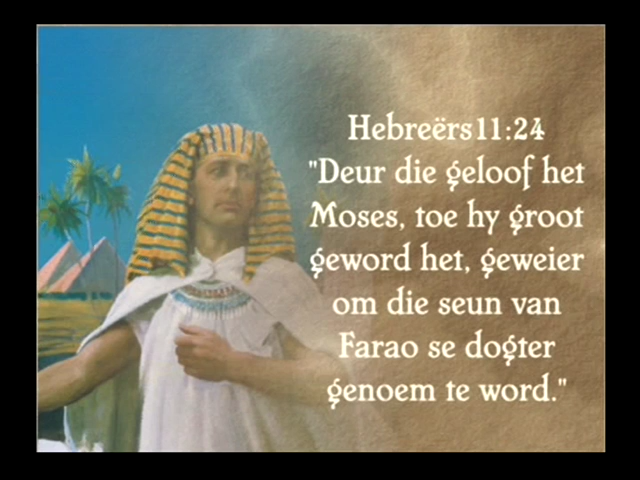 Hebreërs11:24
"Deur die geloof het
Moses, toe hy groot
geword het, geweier
om die seun van
Farao se dogter
genoem te word."